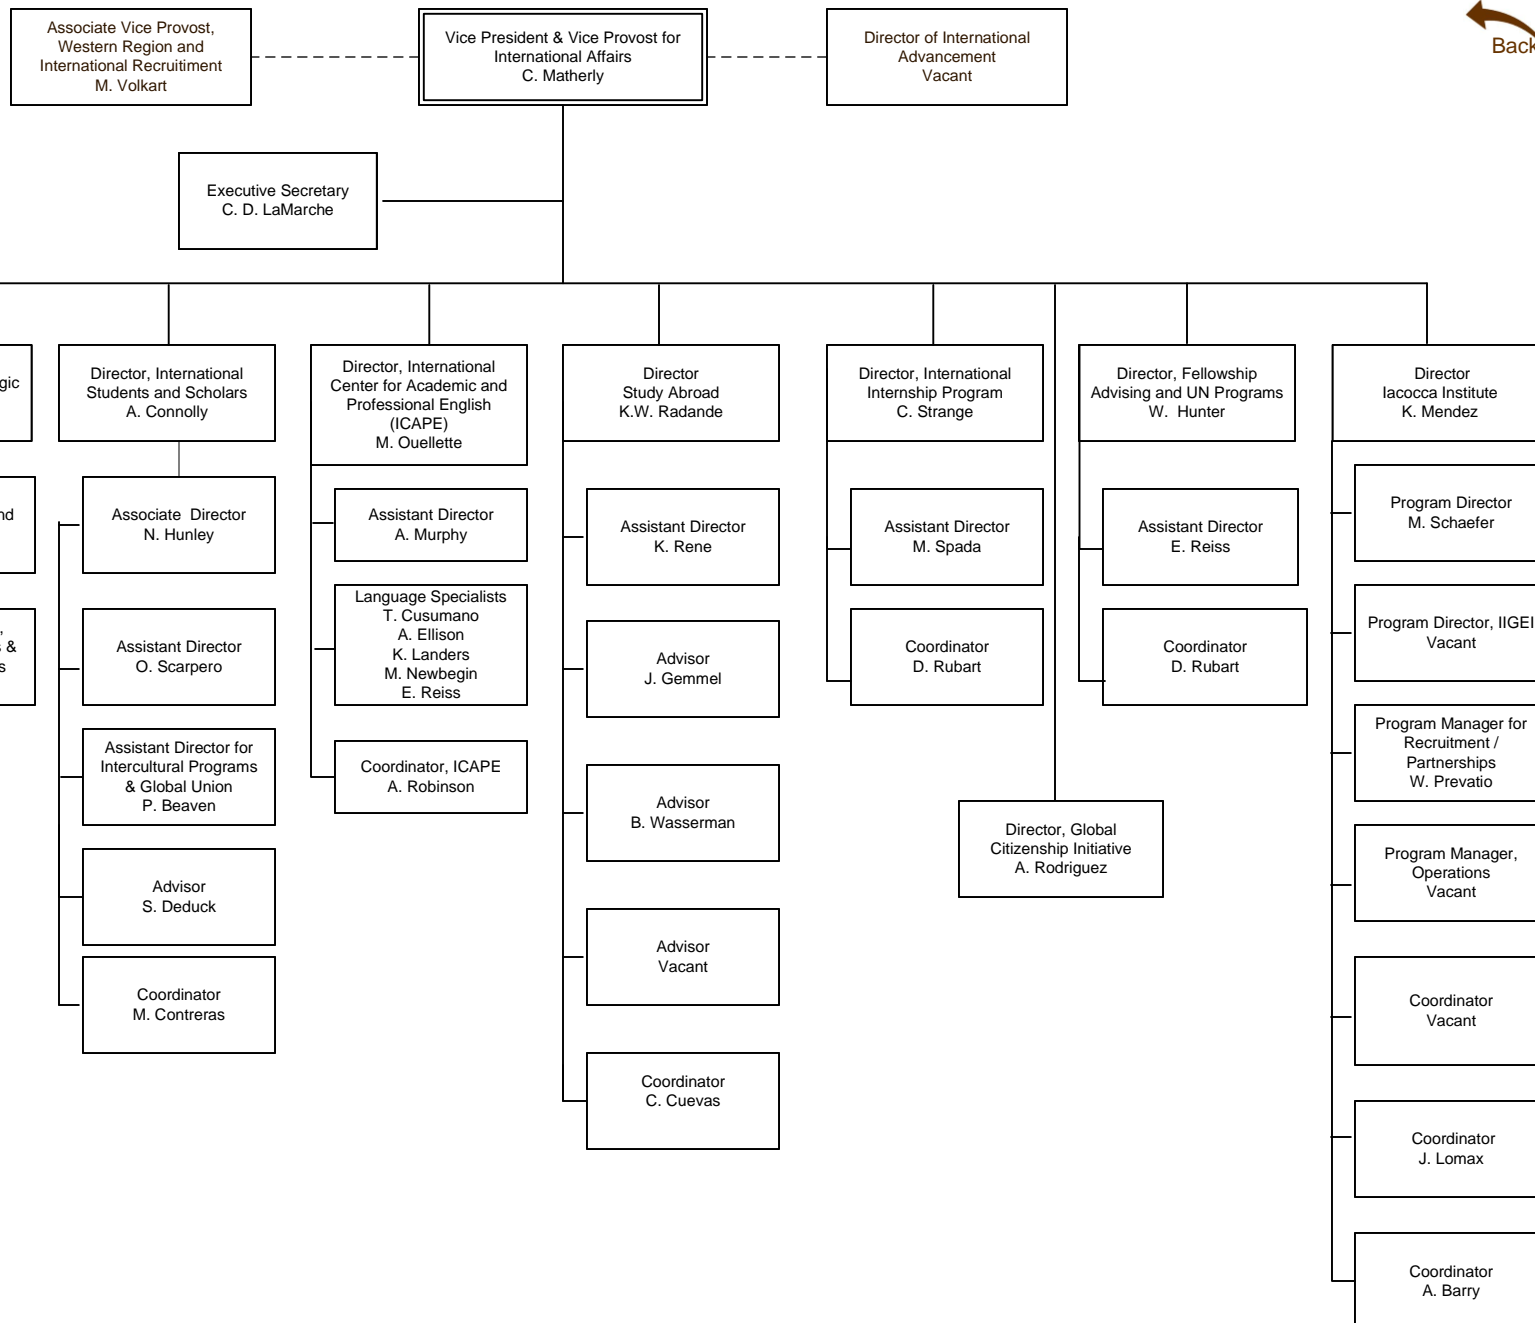 Associate Vice Provost,
Western Region and
International Recruitiment
M. Volkart
Vice President & Vice Provost for
International Affairs
C. Matherly
Director of International
Advancement
Vacant
Back
Executive Secretary
C. D. LaMarche
gic
nd
,
s &
s
Director, International
Students and Scholars
A. Connolly
Associate  Director
N. Hunley
Assistant Director
O. Scarpero
Assistant Director for
Intercultural Programs
& Global Union
P. Beaven
Advisor
S. Deduck
Coordinator
M. Contreras
Director, International
Center for Academic and
Professional English
(ICAPE)
M. Ouellette
Assistant Director
A. Murphy
Language Specialists
T. Cusumano
A. Ellison
K. Landers
M. Newbegin
E. Reiss
Coordinator, ICAPE
A. Robinson
Director
Study Abroad
K.W. Radande
Assistant Director
K. Rene
Advisor
J. Gemmel
Advisor
B. Wasserman
Advisor
Vacant
Coordinator
C. Cuevas
Director, International
Internship Program
C. Strange
Assistant Director
M. Spada
Coordinator
D. Rubart
Director, Global
Citizenship Initiative
A. Rodriguez
Director, Fellowship
Advising and UN Programs
W.  Hunter
Assistant Director
E. Reiss
Coordinator
D. Rubart
Director
Iacocca Institute
K. Mendez
Program Director
M. Schaefer
Program Director, IIGEI
Vacant
Program Manager for
Recruitment /
Partnerships
W. Prevatio
Program Manager,
Operations
Vacant
Coordinator
Vacant
Coordinator
J. Lomax
Coordinator
A. Barry